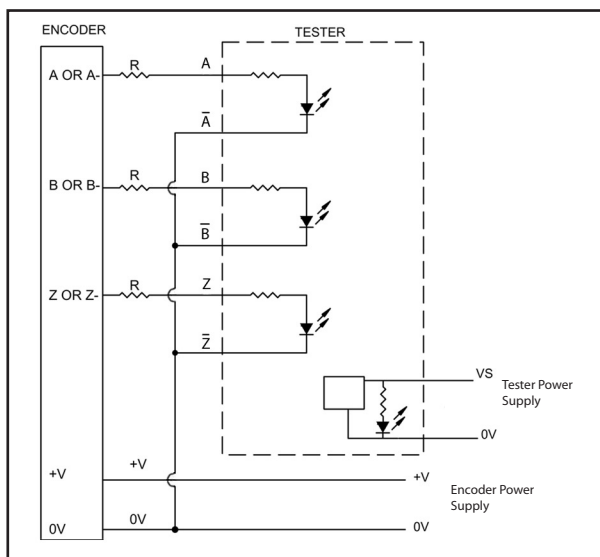 ENCODER
TESTER
A OR A-
R
A
A̅
B OR B-
R
B
B̅
Z OR Z-
R
Z
Z̅
VS
Tester Power
Supply
0V
+V
+V
+V
Encoder Power
Supply
0V
0V
0V